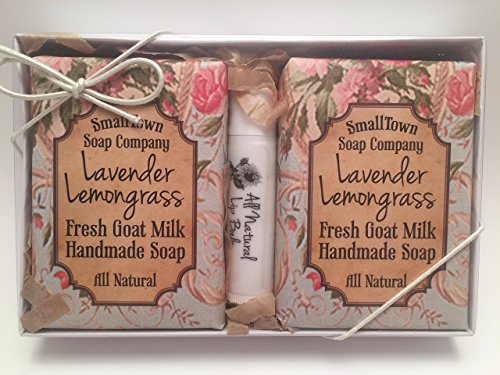 SmallTown
Soap Company
Lavender
Lemongrass
Fresh Goat Milk
Handmade Soap
All Natural
All Natural
Lip Balm
SmallTown
Soap Company
Lavender
Lemongrass
Fresh Goat Milk
Handmade Soap
All Natural